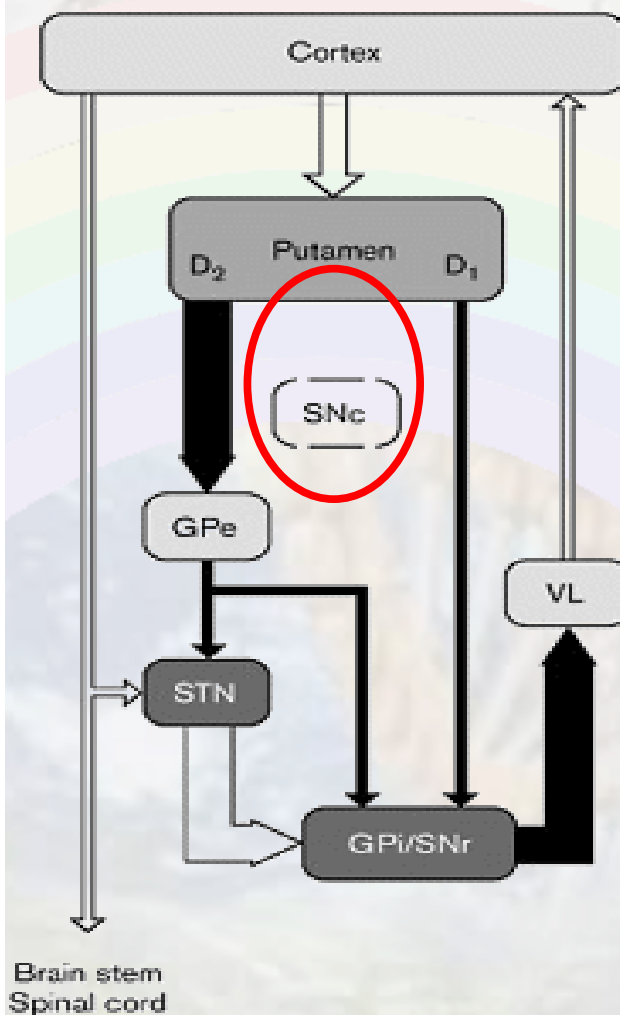 Cortex
Putamen
D₂
D₁
SNc
GPe
VL
STN
GPi/SNr
Brain stem
Spinal cord